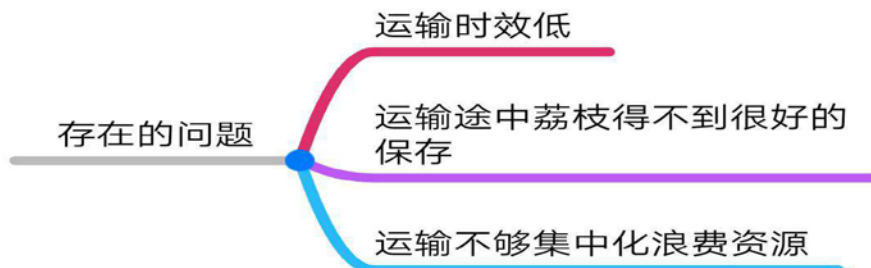 运输时效低
存在的问题
运输途中荔枝得不到很好的
保存
运输不够集中化浪费资源